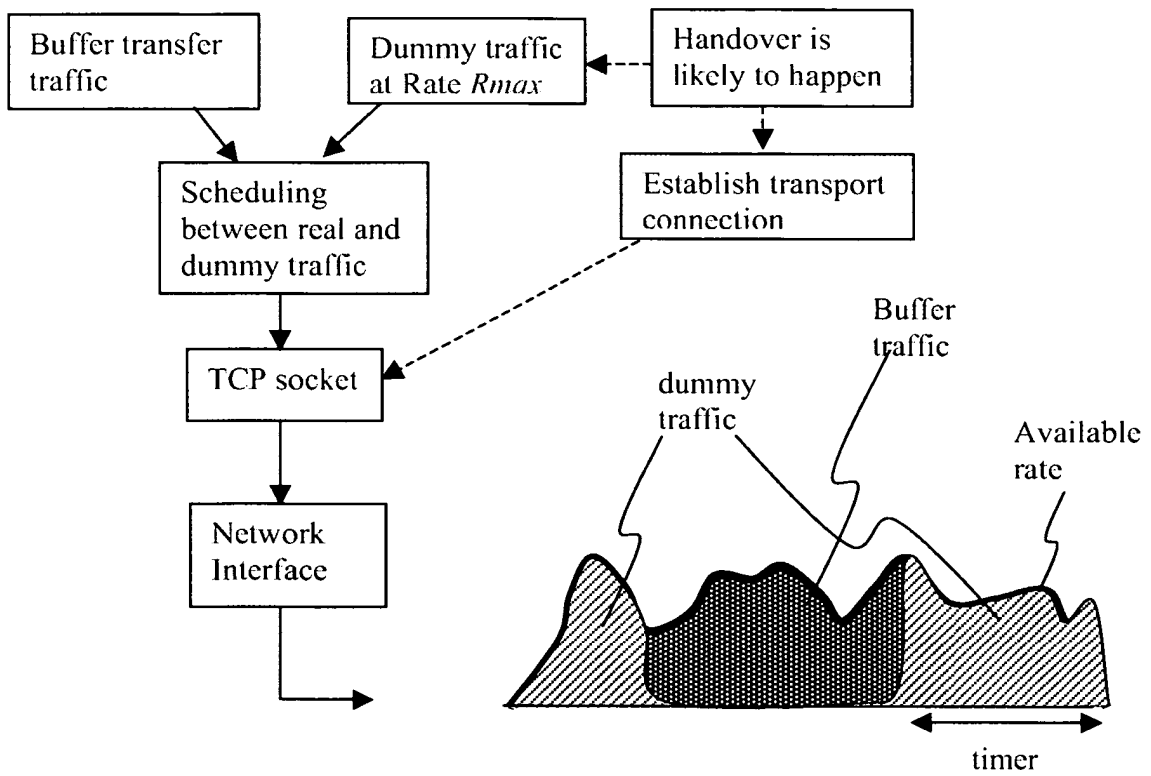 Buffer transfer
traffic
Dummy traffic
at Rate Rmax
Handover is
likely to happen
Scheduling
between real and
dummy traffic
Establish transport
connection
TCP socket
Network
Interface
Buffer
traffic
dummy
traffic
Available
rate
timer